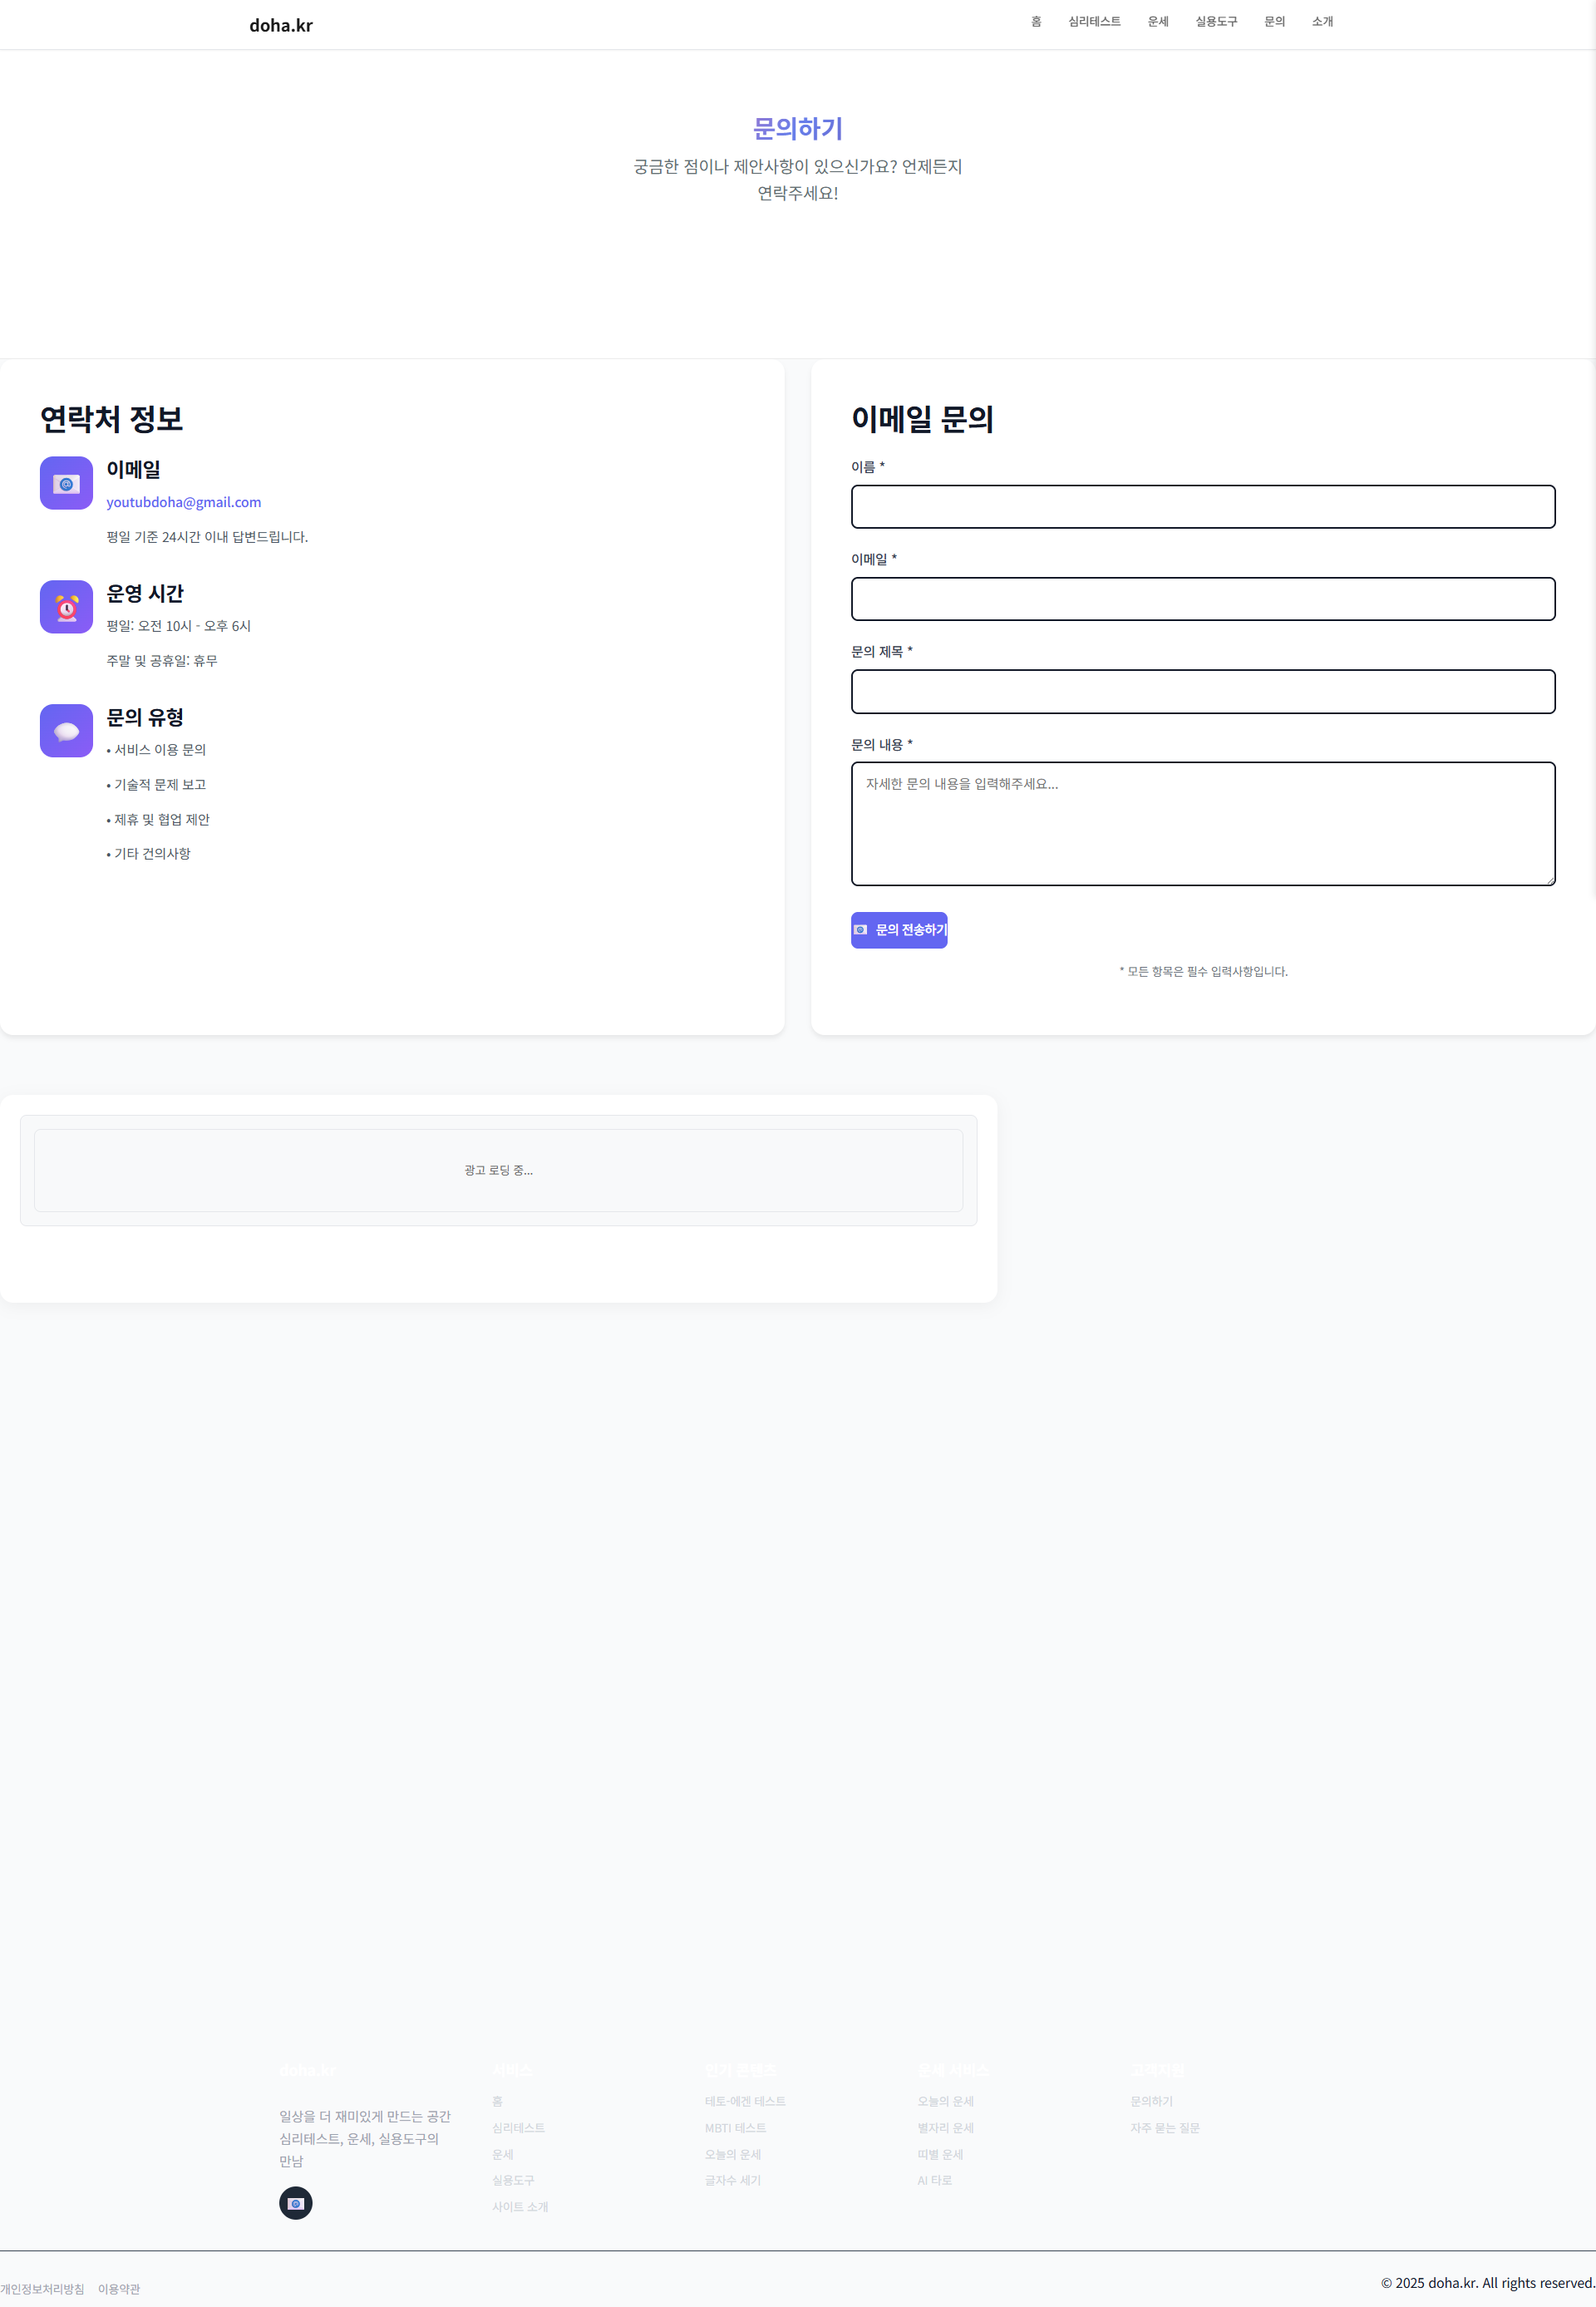 doha.kr
홈 심리테스트 운세 실용도구 문의 소개
문의하기
궁금한 점이나 제안사항이 있으신가요? 언제든지
연락주세요!
연락처 정보
이메일
youtubdoha@gmail.com
평일 기준 24시간 이내 답변드립니다.
운영 시간
평일: 오전 10시 - 오후 6시
주말 및 공휴일: 휴무
문의 유형
• 서비스 이용 문의
• 기술적 문제 보고
• 제휴 및 협업 제안
• 기타 건의사항
이메일 문의
이름 *
이메일 *
문의 제목 *
문의 내용 *
자세한 문의 내용을 입력해주세요...
문의 전송하기
* 모든 항목은 필수 입력사항입니다.
광고 로딩 중...
doha.kr
일상을 더 재미있게 만드는 공간
심리테스트, 운세, 실용도구의
만남
서비스
홈
심리테스트
운세
실용도구
사이트 소개
인기 콘텐츠
테토-에겐 테스트
MBTI 테스트
오늘의 운세
글자수 세기
운세 서비스
오늘의 운세
별자리 운세
띠별 운세
AI 타로
고객지원
문의하기
자주 묻는 질문
개인정보처리방침 이용약관
© 2025 doha.kr. All rights reserved.